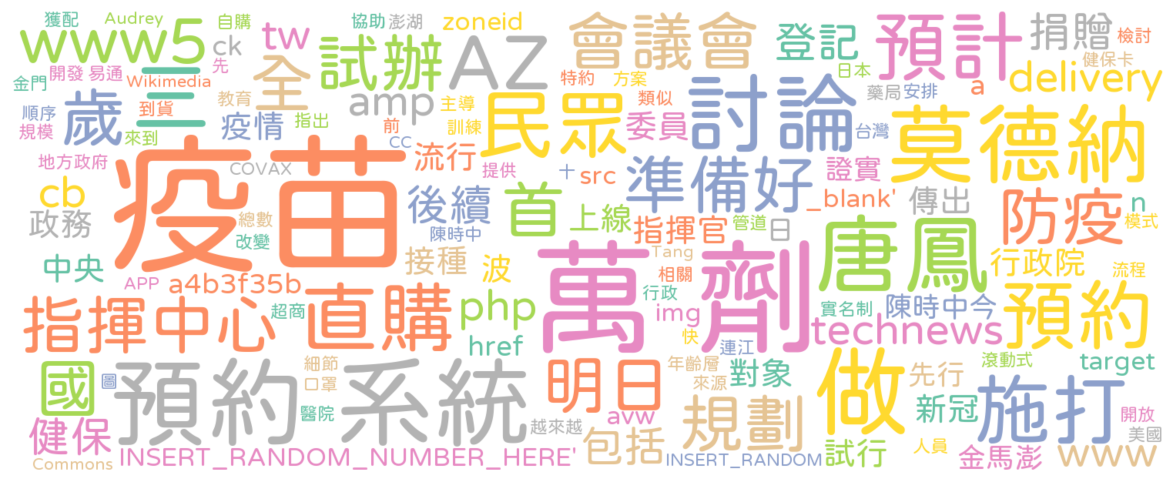 獲配 Audrey 自購 協助 澎湖 zoneid 會議會 登記 預計 捐贈 檢討
www5 二 ck 先 tw 試辦 AZ 日本 健保卡
金門 開發 易通 Wikimedia 全 特約 方案 藥局 安排 a delivery
順序 規模 歲 到貨 教育 amp 主導 民眾 類似 討論 莫德納
來到 疫情 指出 前 訓練 委員 台灣
地方政府 疫苗 COVAX 流行 CC 提供 十 src 準備好 證實 _blank' n
cb 政務 總數 後續 首 上線 指揮官 管道 日 傳出 防疫 模式
改變 陳時中 Tang 唐鳳
中央 APP a4b3f35b 接種 波 萬劑 相關 行政院 流程
指揮中心 超商 直購 php img 行政 實名制 陳時中今 預約
href 快 連江 technews
國 圖 預約系統 細節 口罩 明日 年齡層 來源 對象 做 滾動式 target
先行 新冠 施打 開放
健保 醫院 越來越 avw 包括 規劃 美國
Commons INSERT_RANDOM_NUMBER_HERE' INSERT_RANDOM 試行 人員 金馬澎 www